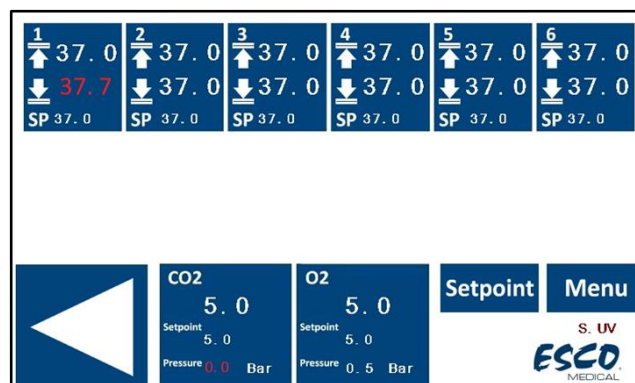 1 2 3 4 5 6
37.0 37.0 37.0 37.0 37.0 37.0
37.7 37.0 37.0 37.0 37.0 37.0
SP 37.0 SP 37.0 SP 37.0 SP 37.0 SP 37.0 SP 37.0
CO2
5.0
Setpoint
5.0
Pressure 0.0 Bar
O2
5.0
Setpoint
5.0
Pressure 0.5 Bar
Setpoint
Menu
S. UV
ESCO
MEDICAL